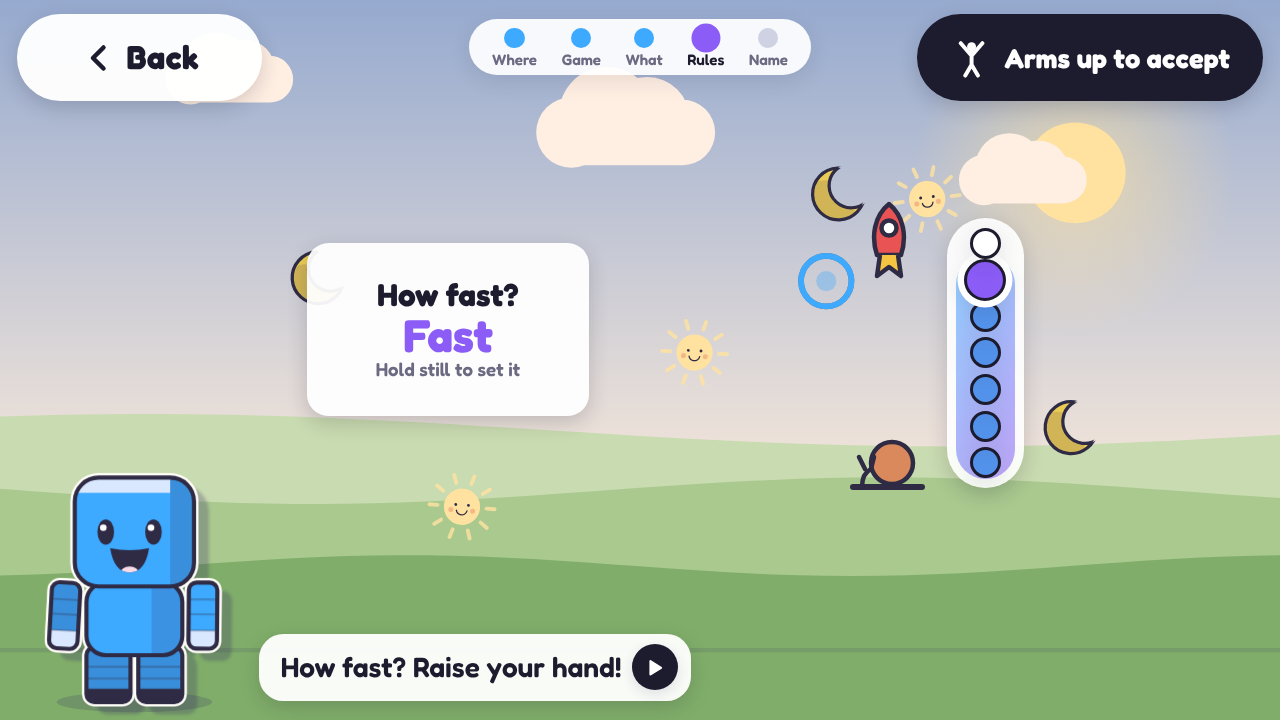 Back
Where
Game
What
Rules
Name
Arms up to accept
How fast?
Fast
Hold still to set it
How fast? Raise your hand!